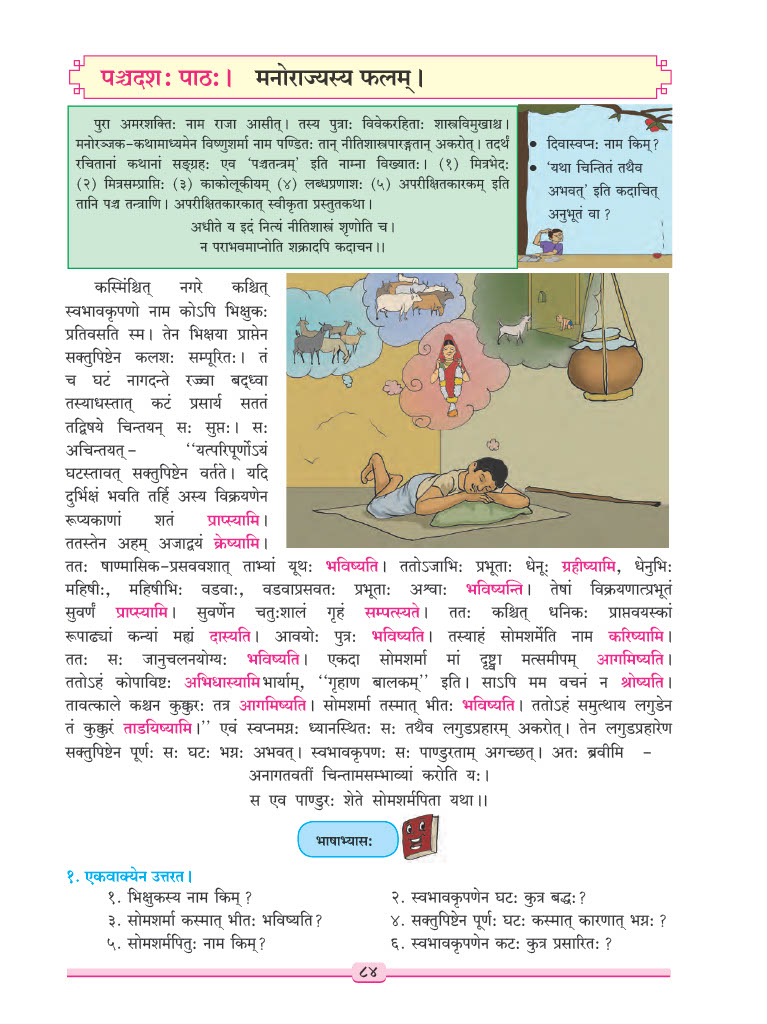 पञ्चदश: पाठ:। मनोराज्यस्य फलम्।
पुरा अमरशक्ति: नाम राजा आसीत्। तस्य पुत्रा: विवेकरहिता: शास्त्रविमुखाश्च।
मनोरञ्जक-कथामाध्यमेन विष्णुशर्मा नाम पण्डित: तान् नीतिशास्त्रपारङ्गतान् अकरोत्। तदर्थं
रचितानां कथानां सङ्ग्रह: एव 'पञ्चतन्त्रम्' इति नाम्ना विख्यात:। (१) मित्रभेद:
(२) मित्रसम्प्राप्ति: (३) काकोलूकीयम् (४) लब्धप्रणाश: (५) अपरीक्षितकारकम् इति
तानि पञ्च तन्त्राणि। अपरीक्षितकारकात् स्वीकृता प्रस्तुतकथा।
अधीते य इदं नित्यं नीतिशास्त्रं शृणोति च।
न पराभवमाप्नोति शक्रादपि कदाचन।।
• दिवास्वप्न: नाम किम्?
• 'यथा चिन्तितं तथैव
अभवत्' इति कदाचित्
अनुभूतं वा ?
कस्मिंश्चित् नगरे कश्चित्
स्वभावकृपणो नाम कोऽपि भिक्षुक:
प्रतिवसति स्म। तेन भिक्षया प्राप्तेन
सक्तुपिष्टेन कलश: सम्पूरित:। तं
च घटं नागदन्ते रज्ज्वा बद्ध्वा
तस्याधस्तात् कटं प्रसार्य सततं
तद्विषये चिन्तयन् स: सुप्त:। स:
अचिन्तयत्- "यत्परिपूर्णोऽयं
घटस्तावत् सक्तुपिष्टेन वर्तते। यदि
दुर्भिक्षं भवति तर्हि अस्य विक्रयणेन
रूप्यकाणां शतं प्राप्स्यामि।
ततस्तेन अहम् अजाद्वयं क्रेष्यामि।
तत: षाण्मासिक-प्रसववशात् ताभ्यां यूथ: भविष्यति। ततोऽजाभि: प्रभूता: धेनू: ग्रहीष्यामि, धेनुभि:
महिषी:, महिषीभि: वडवा:, वडवाप्रसवत: प्रभूता: अश्वा: भविष्यन्ति। तेषां विक्रयणात्प्रभूतं
सुवर्णं प्राप्स्यामि। सुवर्णेन चतु:शालं गृहं सम्पत्स्यते। तत: कश्चित् धनिक: प्राप्तवयस्कां
रूपाढ्यां कन्यां मह्यं दास्यति। आवयो: पुत्र: भविष्यति। तस्याहं सोमशर्मेति नाम करिष्यामि।
तत: स: जानुचलनयोग्य: भविष्यति। एकदा सोमशर्मा मां दृष्ट्वा मत्समीपम् आगमिष्यति।
ततोऽहं कोपाविष्ट: अभिधास्यामि भार्याम्, "गृहाण बालकम्" इति। साऽपि मम वचनं न श्रोष्यति।
तावत्काले कश्चन कुक्कुर: तत्र आगमिष्यति। सोमशर्मा तस्मात् भीत: भविष्यति। ततोऽहं समुत्थाय लगुडेन
तं कुक्कुरं ताडयिष्यामि।" एवं स्वप्नमग्न: ध्यानस्थित: स: तथैव लगुडप्रहारम् अकरोत्। तेन लगुडप्रहारेण
सक्तुपिष्टेन पूर्ण: स: घट: भग्न: अभवत्। स्वभावकृपण: स: पाण्डुरताम् अगच्छत्। अत: ब्रवीमि -
अनागतवतीं चिन्तामसम्भाव्यां करोति य:।
स एव पाण्डुर: शेते सोमशर्मपिता यथा।।
भाषाभ्यास:
१. एकवाक्येन उत्तरत।
१. भिक्षुकस्य नाम किम् ? २. स्वभावकृपणेन घट: कुत्र बद्ध: ?
३. सोमशर्मा कस्मात् भीत: भविष्यति ? ४. सक्तुपिष्टेन पूर्ण: घट: कस्मात् कारणात् भग्न: ?
५. सोमशर्मपितु: नाम किम् ? ६. स्वभावकृपणेन कट: कुत्र प्रसारित: ?
८४